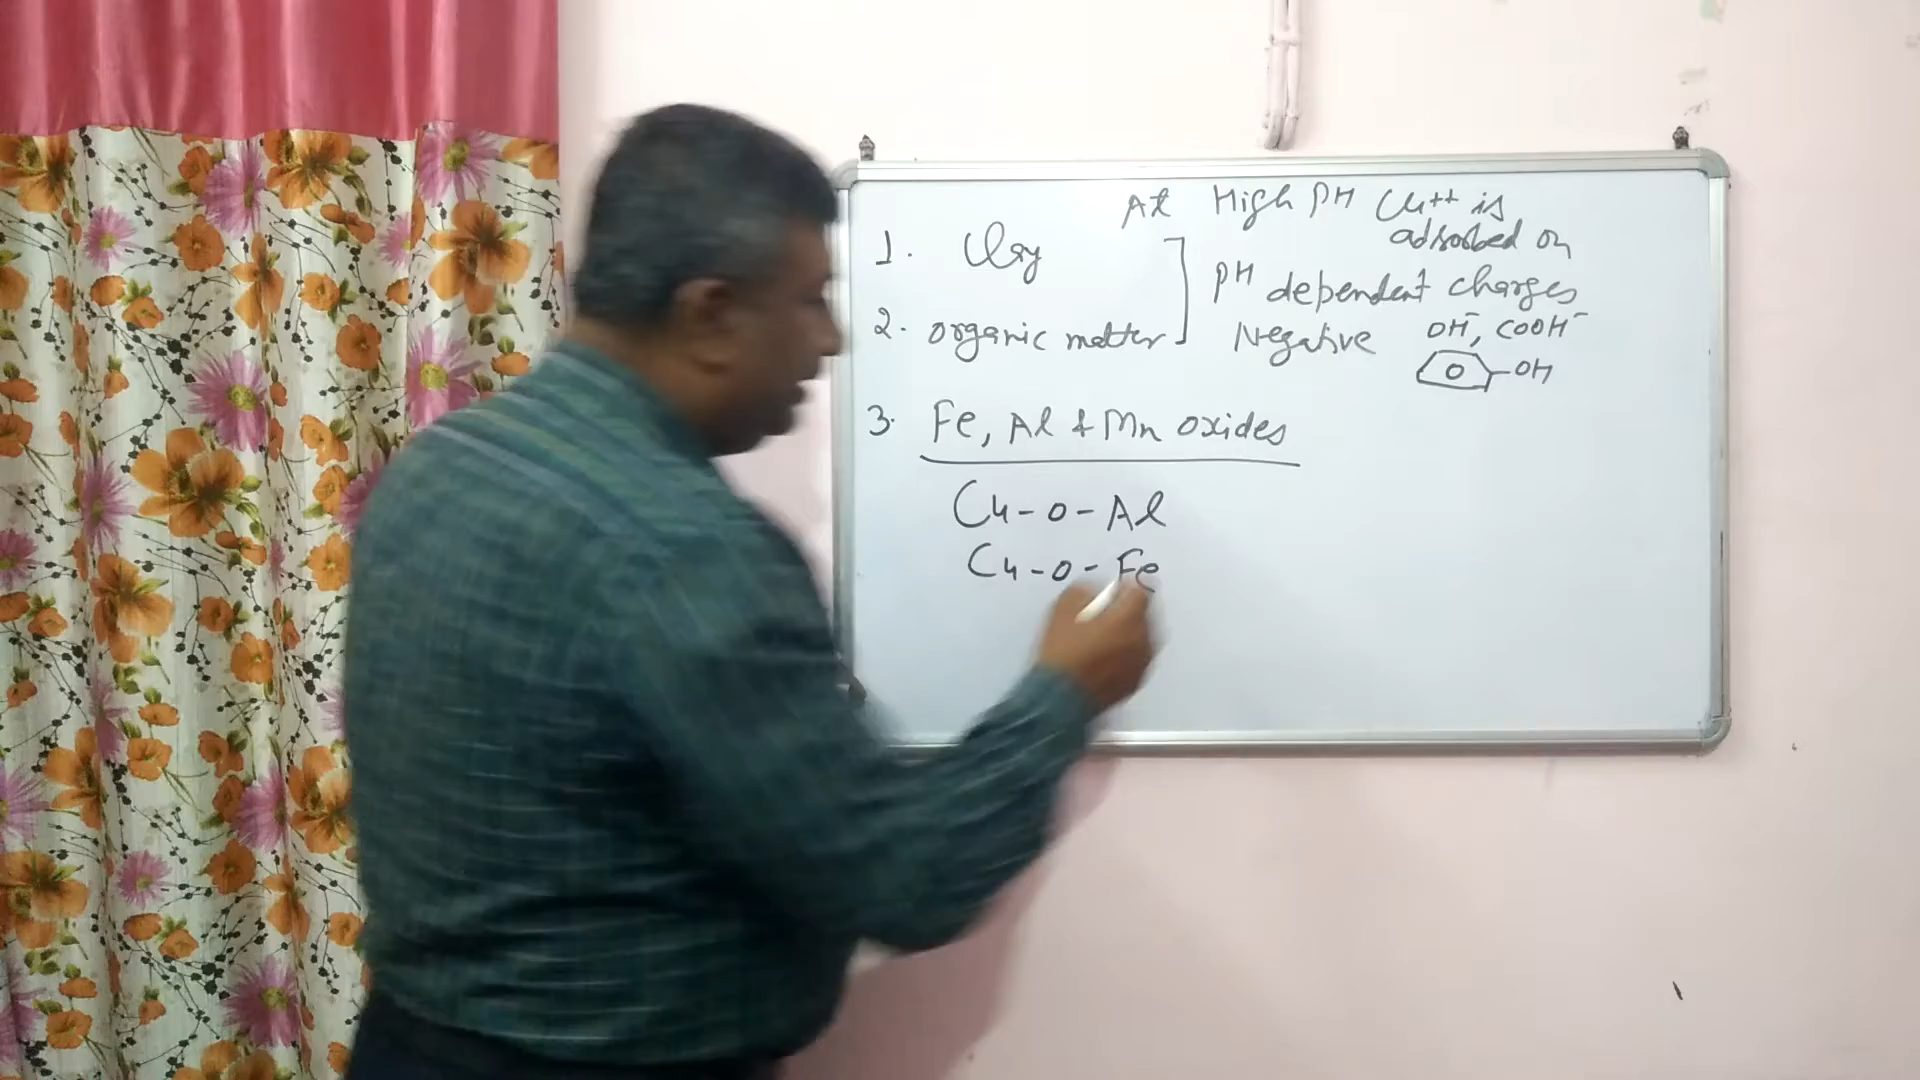 At High PH Cu++ is
adsorbed on
1. Clay
PH dependent charges
2. organic matter
Negative OH-, COOH-
O -OH
3. Fe, Al & Mn oxides
Cu-O-Al
Cu-O-Fe